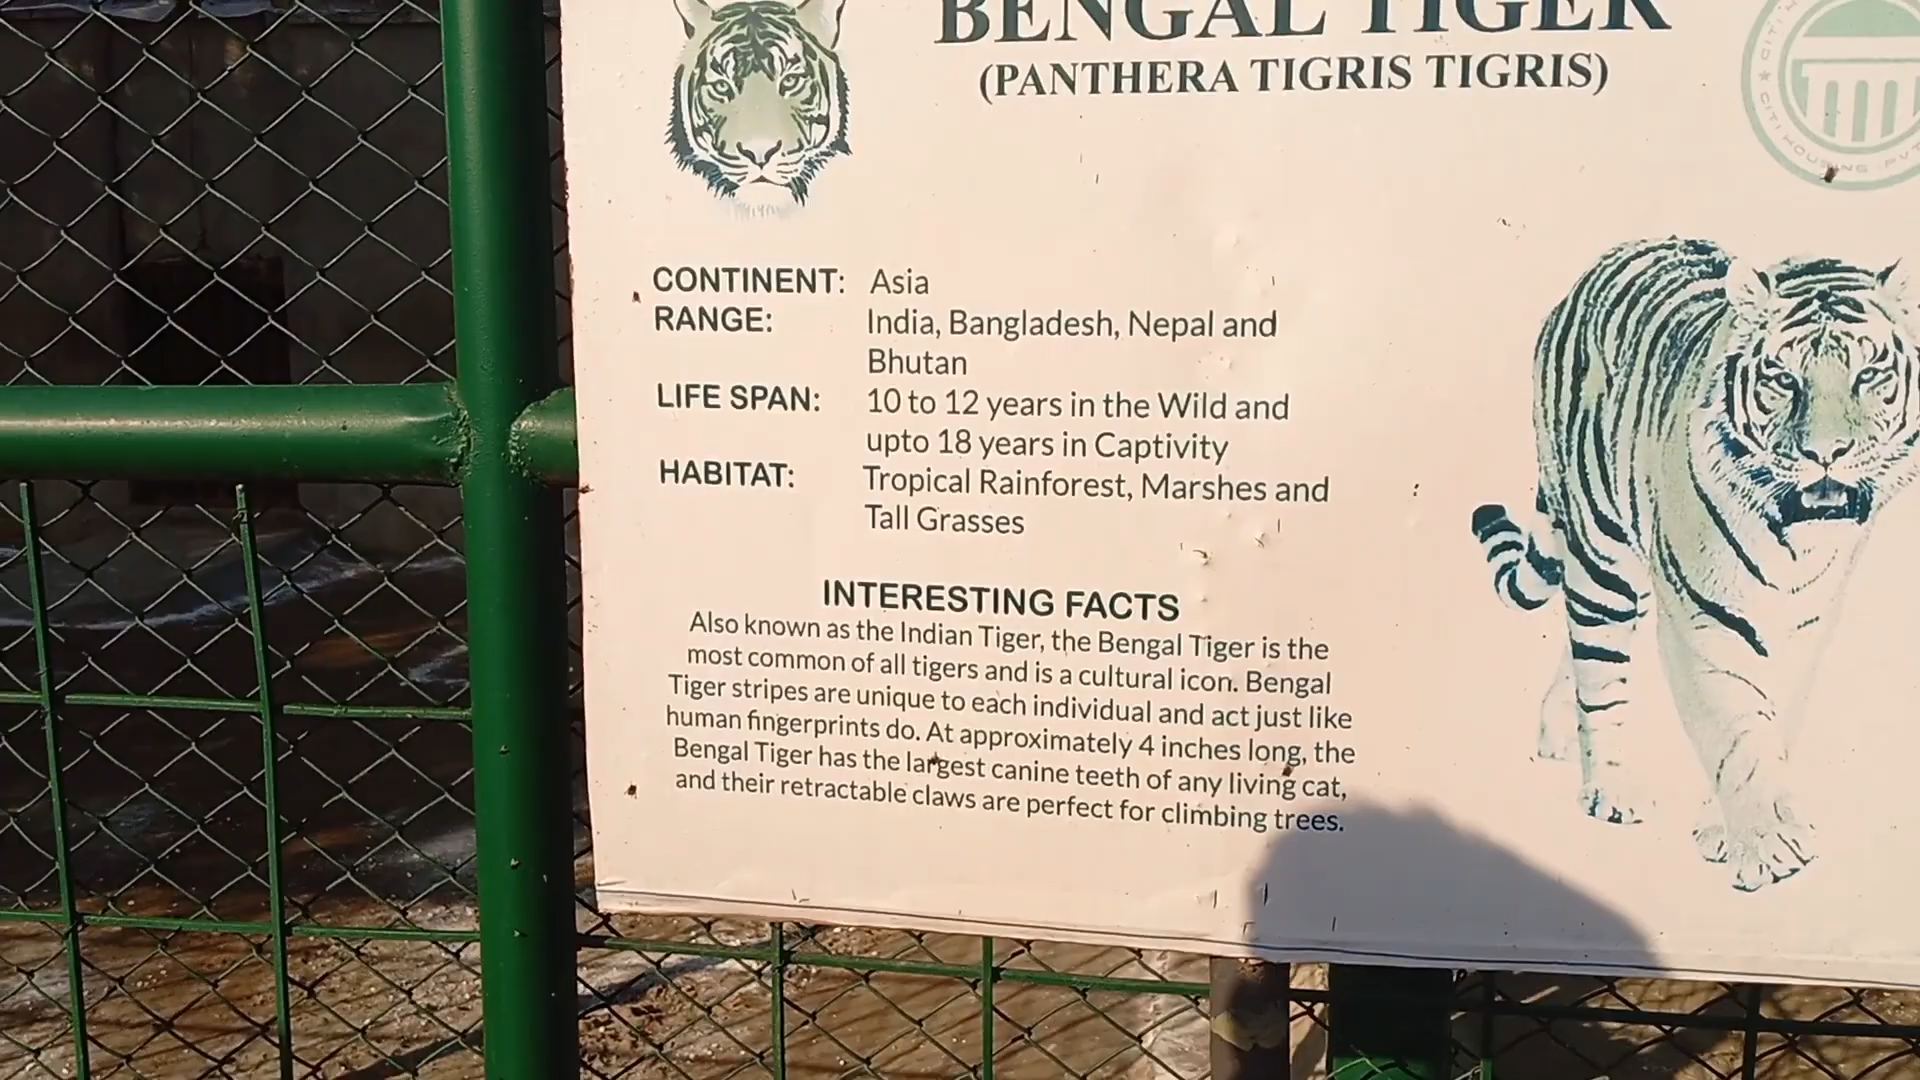 BENGAL TIGER
(PANTHERA TIGRIS TIGRIS)
CITI HOUSING PVT
CONTINENT: Asia
RANGE: India, Bangladesh, Nepal and
Bhutan
LIFE SPAN: 10 to 12 years in the Wild and
upto 18 years in Captivity
HABITAT: Tropical Rainforest, Marshes and
Tall Grasses
INTERESTING FACTS
Also known as the Indian Tiger, the Bengal Tiger is the
most common of all tigers and is a cultural icon. Bengal
Tiger stripes are unique to each individual and act just like
human fingerprints do. At approximately 4 inches long, the
Bengal Tiger has the largest canine teeth of any living cat,
and their retractable claws are perfect for climbing trees.